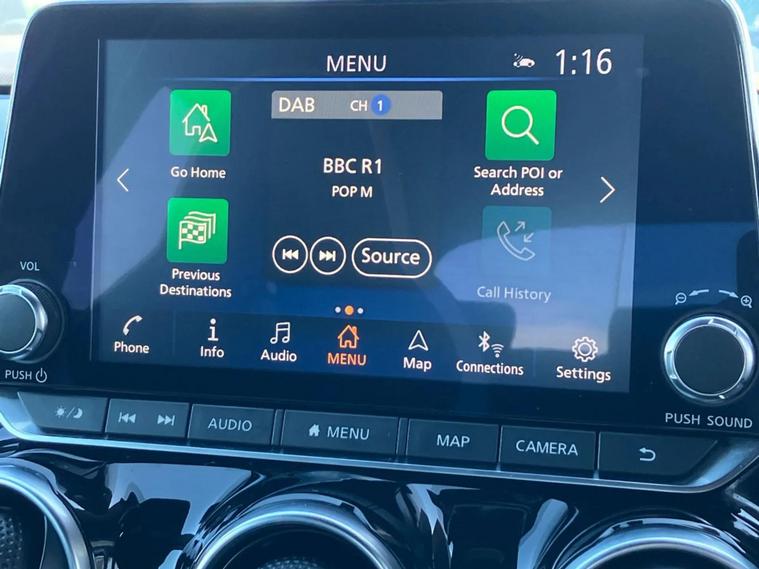 MENU
1:16
DAB
CH 1
Go Home
BBC R1
POP M
Search POI or
Address
Source
Previous
Destinations
Call History
Phone
Info
Audio
MENU
Map
Connections
Settings
VOL
PUSH
PUSH SOUND
AUDIO
MENU
MAP
CAMERA